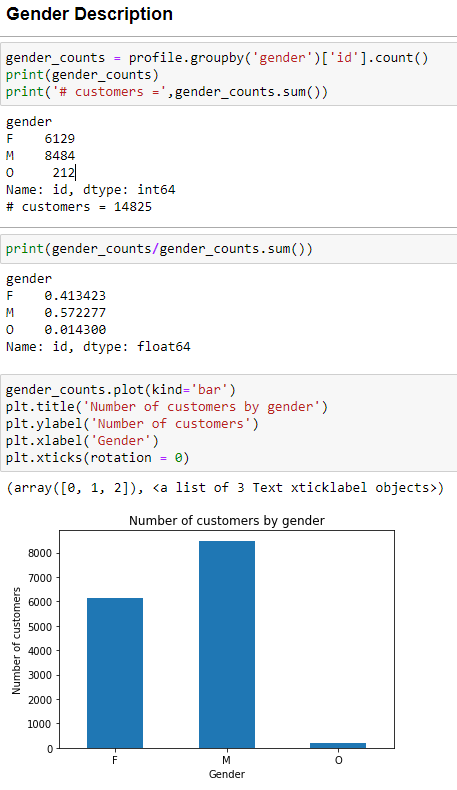 Gender Description
gender_counts = profile.groupby('gender')['id'].count()
print(gender_counts)
print('# customers =',gender_counts.sum())
gender
F    6129
M    8484
O     212
Name: id, dtype: int64
# customers = 14825
print(gender_counts/gender_counts.sum())
gender
F    0.413423
M    0.572277
O    0.014300
Name: id, dtype: float64
gender_counts.plot(kind='bar')
plt.title('Number of customers by gender')
plt.ylabel('Number of customers')
plt.xlabel('Gender')
plt.xticks(rotation = 0)
(array([0, 1, 2]), <a list of 3 Text xticklabel objects>)
Number of customers by gender
Number of customers
8000
7000
6000
5000
4000
3000
2000
1000
0
F M O
Gender